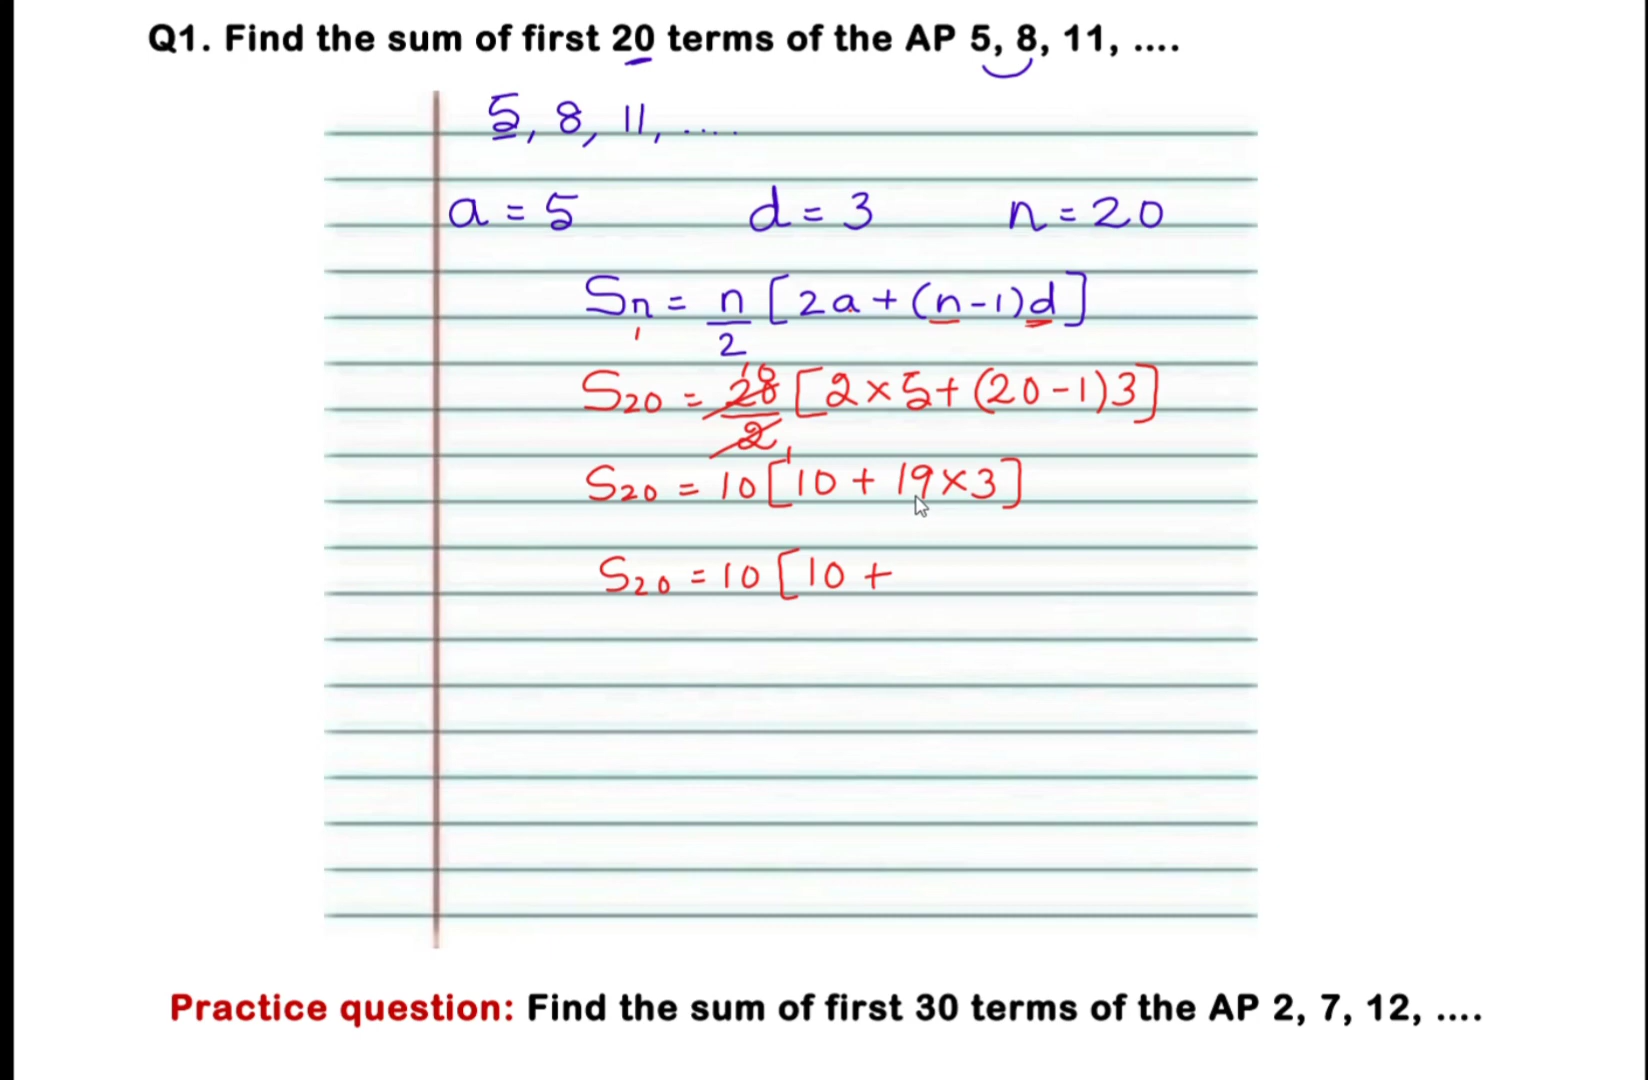 Q1. Find the sum of first 20 terms of the AP 5, 8, 11, ....
5, 8, 11, ....
a = 5 d = 3 n = 20
Sn = n/2 [2a + (n-1)d]
S20 = 20/2 [2×5 + (20-1)3]
S20 = 10[10 + 19×3]
S20 = 10[10 +
Practice question: Find the sum of first 30 terms of the AP 2, 7, 12, ....